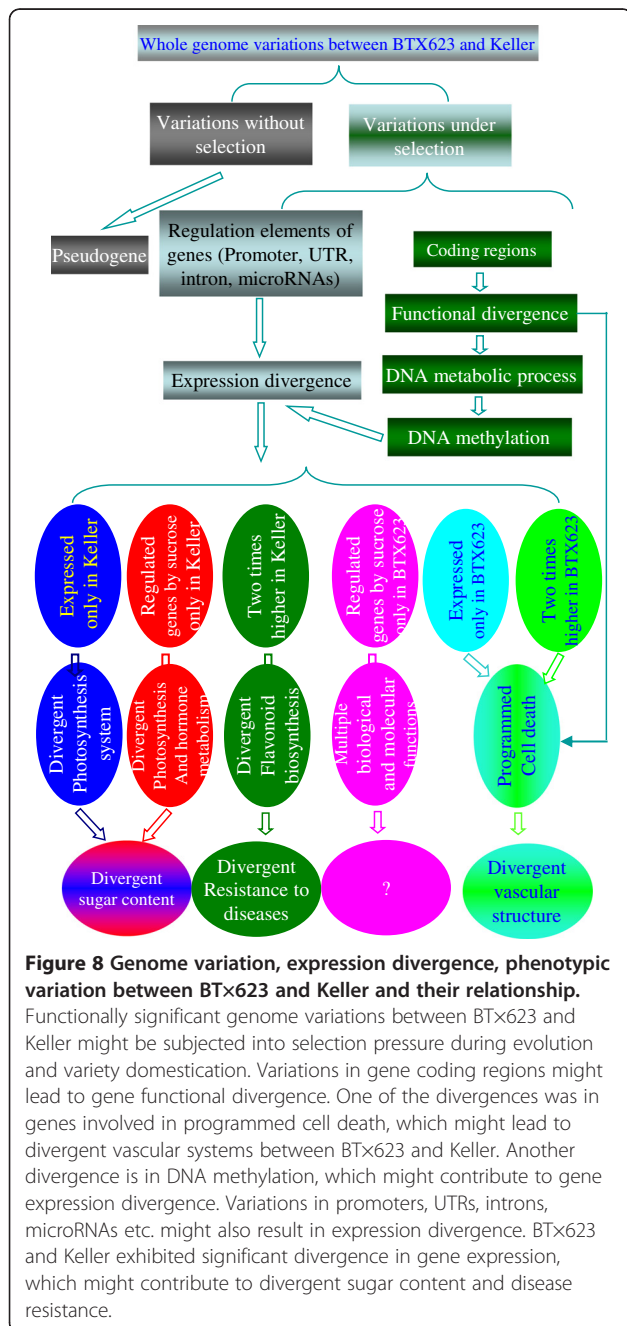 Whole genome variations between BTX623 and Keller
Variations without
selection
Variations under
selection
Pseudogene
Regulation elements of
genes (Promoter, UTR,
intron, microRNAs)
Coding regions
Functional divergence
DNA metabolic process
DNA methylation
Expression divergence
Expressed
only in Keller
Regulated
genes by sucrose
only in Keller
Two times
higher in Keller
Regulated
genes by sucrose
only in BTX623
Expressed
only in BTX623
Two times
higher in BTX623
Divergent
Photosynthesis
system
Divergent
Photosynthesis
And hormone
metabolism
Divergent
Flavonoid
biosynthesis
Multiple
biological
and molecular
functions
Programmed
Cell death
Divergent
sugar content
Divergent
Resistance to
diseases
?
Divergent
vascular
structure
Figure 8 Genome variation, expression divergence, phenotypic
variation between BT×623 and Keller and their relationship.
Functionally significant genome variations between BT×623 and
Keller might be subjected into selection pressure during evolution
and variety domestication. Variations in gene coding regions might
lead to gene functional divergence. One of the divergences was in
genes involved in programmed cell death, which might lead to
divergent vascular systems between BT×623 and Keller. Another
divergence is in DNA methylation, which might contribute to gene
expression divergence. Variations in promoters, UTRs, introns,
microRNAs etc. might also result in expression divergence. BT×623
and Keller exhibited significant divergence in gene expression,
which might contribute to divergent sugar content and disease
resistance.